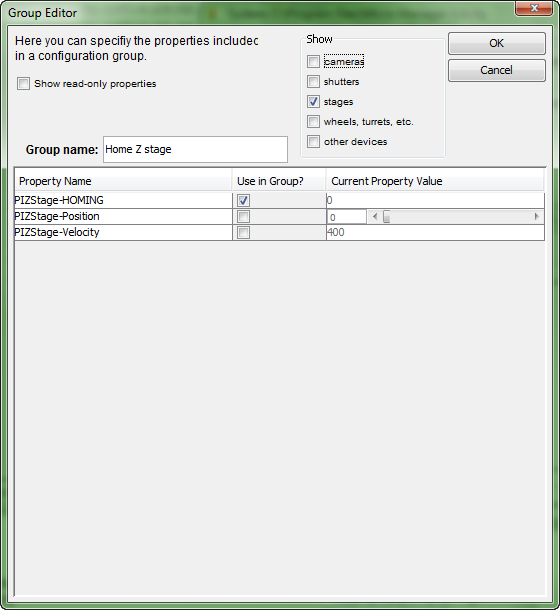 Group Editor
Here you can specifiy the properties included
in a configuration group.
Show read-only properties
Show
cameras
shutters
stages
wheels, turrets, etc.
other devices
OK
Cancel
Group name: Home Z stage
Property Name Use in Group? Current Property Value
PIZStage-HOMING 0
PIZStage-Position 0
PIZStage-Velocity 400